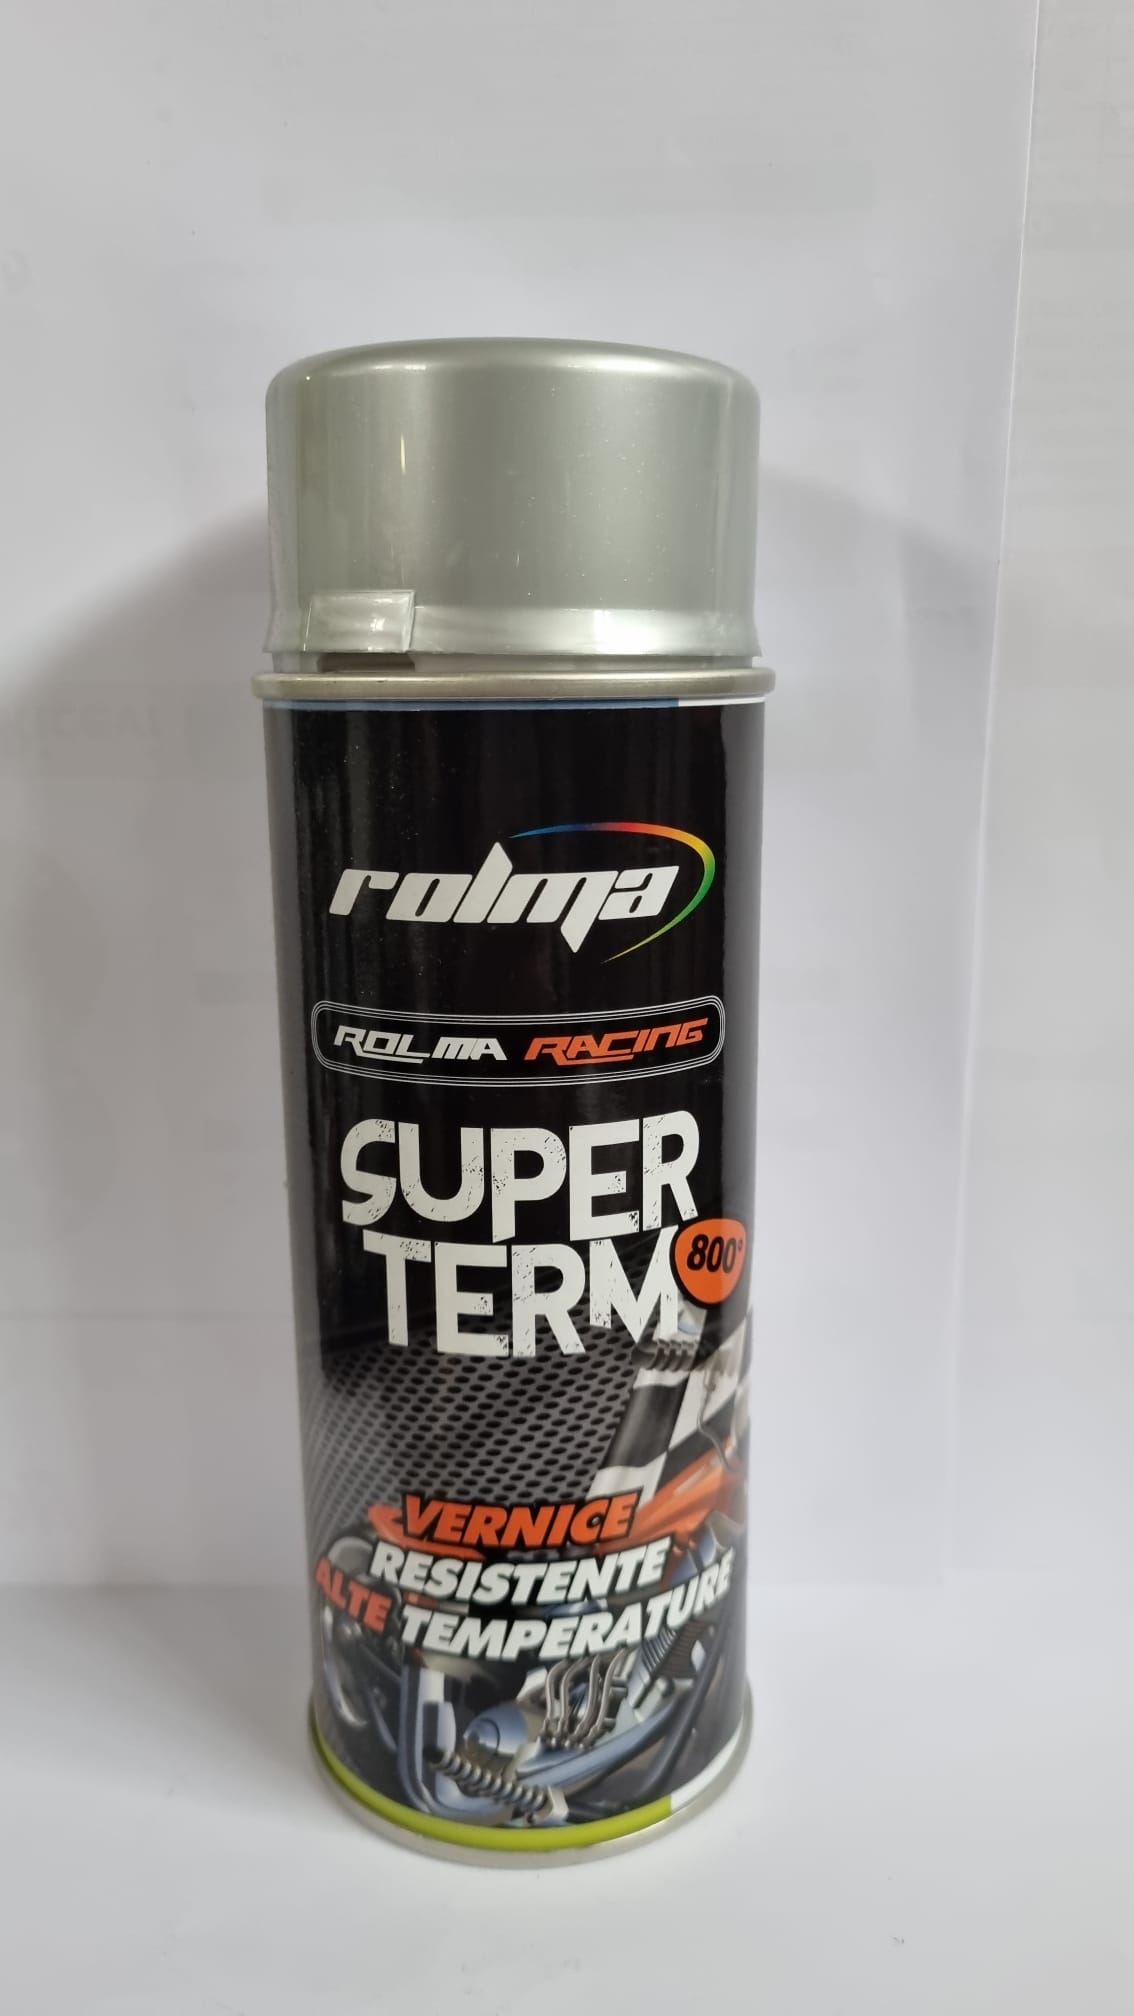 rolma
ROLMA RACING
SUPER
TERM
800°
VERNICE
RESISTENTE
ALTE TEMPERATURE